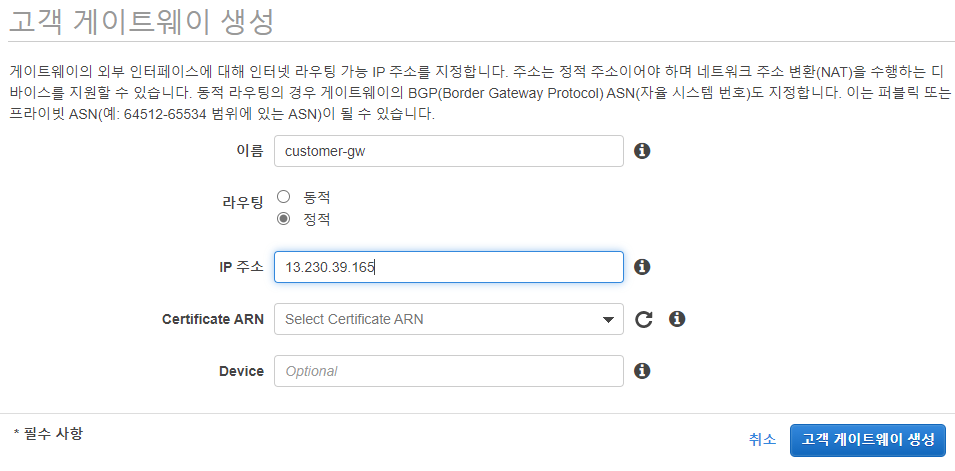 고객 게이트웨이 생성
게이트웨이의 외부 인터페이스에 대해 인터넷 라우팅 가능 IP 주소를 지정합니다. 주소는 정적 주소이어야 하며 네트워크 주소 변환(NAT)을 수행하는 디
바이스를 지원할 수 있습니다. 동적 라우팅의 경우 게이트웨이의 BGP(Border Gateway Protocol) ASN(자율 시스템 번호)도 지정합니다. 이는 퍼블릭 또는
프라이빗 ASN(예: 64512-65534 범위에 있는 ASN)이 될 수 있습니다.
이름 customer-gw
라우팅 동적
정적
IP 주소 13.230.39.165
Certificate ARN Select Certificate ARN
Device Optional
* 필수 사항 취소 고객 게이트웨이 생성